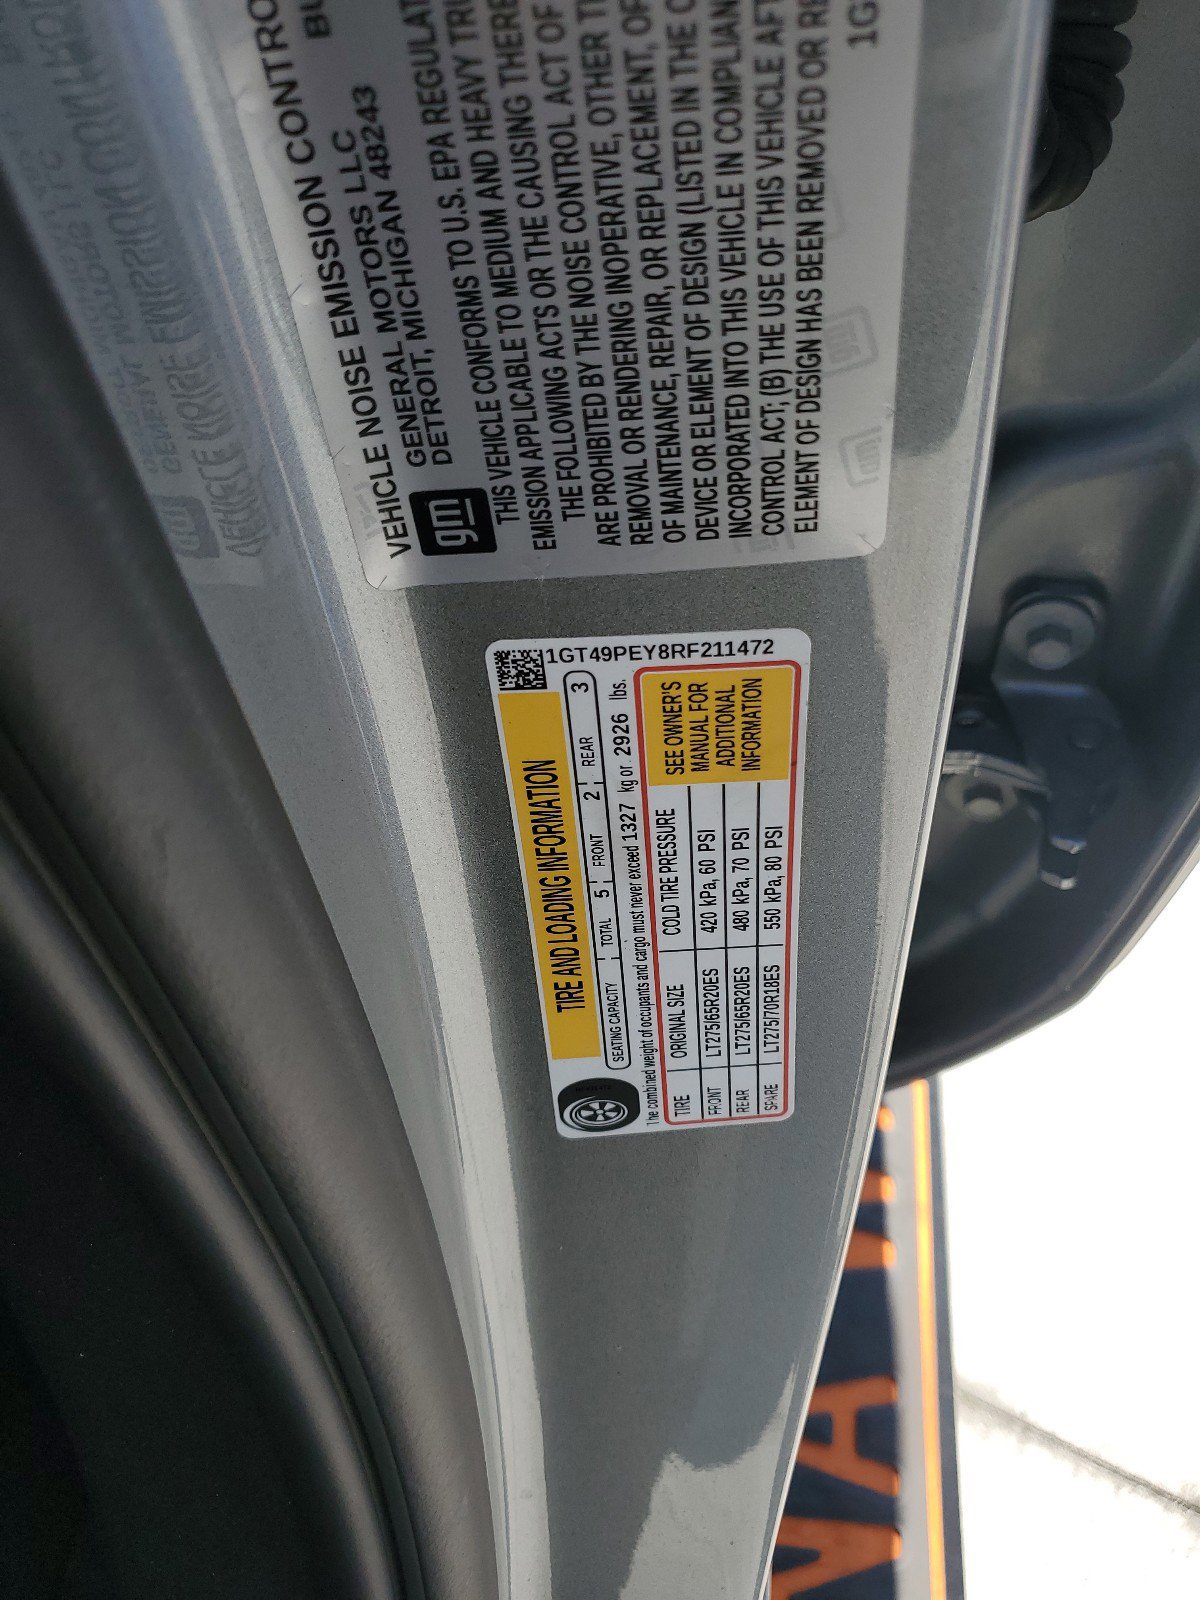 VEHICLE NOISE EMISSION CONTRO
BU
GENERAL MOTORS LLC
DETROIT, MICHIGAN 48243
gm
THIS VEHICLE CONFORMS TO U.S. EPA REGULAT
EMISSION APPLICABLE TO MEDIUM AND HEAVY TRU
THE FOLLOWING ACTS OR THE CAUSING THERE
ARE PROHIBITED BY THE NOISE CONTROL ACT OF
REMOVAL OR RENDERING INOPERATIVE, OTHER T
OF MAINTENANCE, REPAIR, OR REPLACEMENT, OF
DEVICE OR ELEMENT OF DESIGN (LISTED IN THE O
INCORPORATED INTO THIS VEHICLE IN COMPLIAN
CONTROL ACT; (B) THE USE OF THIS VEHICLE AFT
ELEMENT OF DESIGN HAS BEEN REMOVED OR RE
1G
1GT49PEY8RF211472
TIRE AND LOADING INFORMATION
SEATING CAPACITY TOTAL 5 FRONT 2 REAR 3
The combined weight of occupants and cargo must never exceed 1327 kg or 2926 lbs.
TIRE ORIGINAL SIZE COLD TIRE PRESSURE
FRONT LT275/65R20ES 420 kPa, 60 PSI
REAR LT275/65R20ES 480 kPa, 70 PSI
SPARE LT275/70R18ES 550 kPa, 80 PSI
SEE OWNER'S
MANUAL FOR
ADDITIONAL
INFORMATION